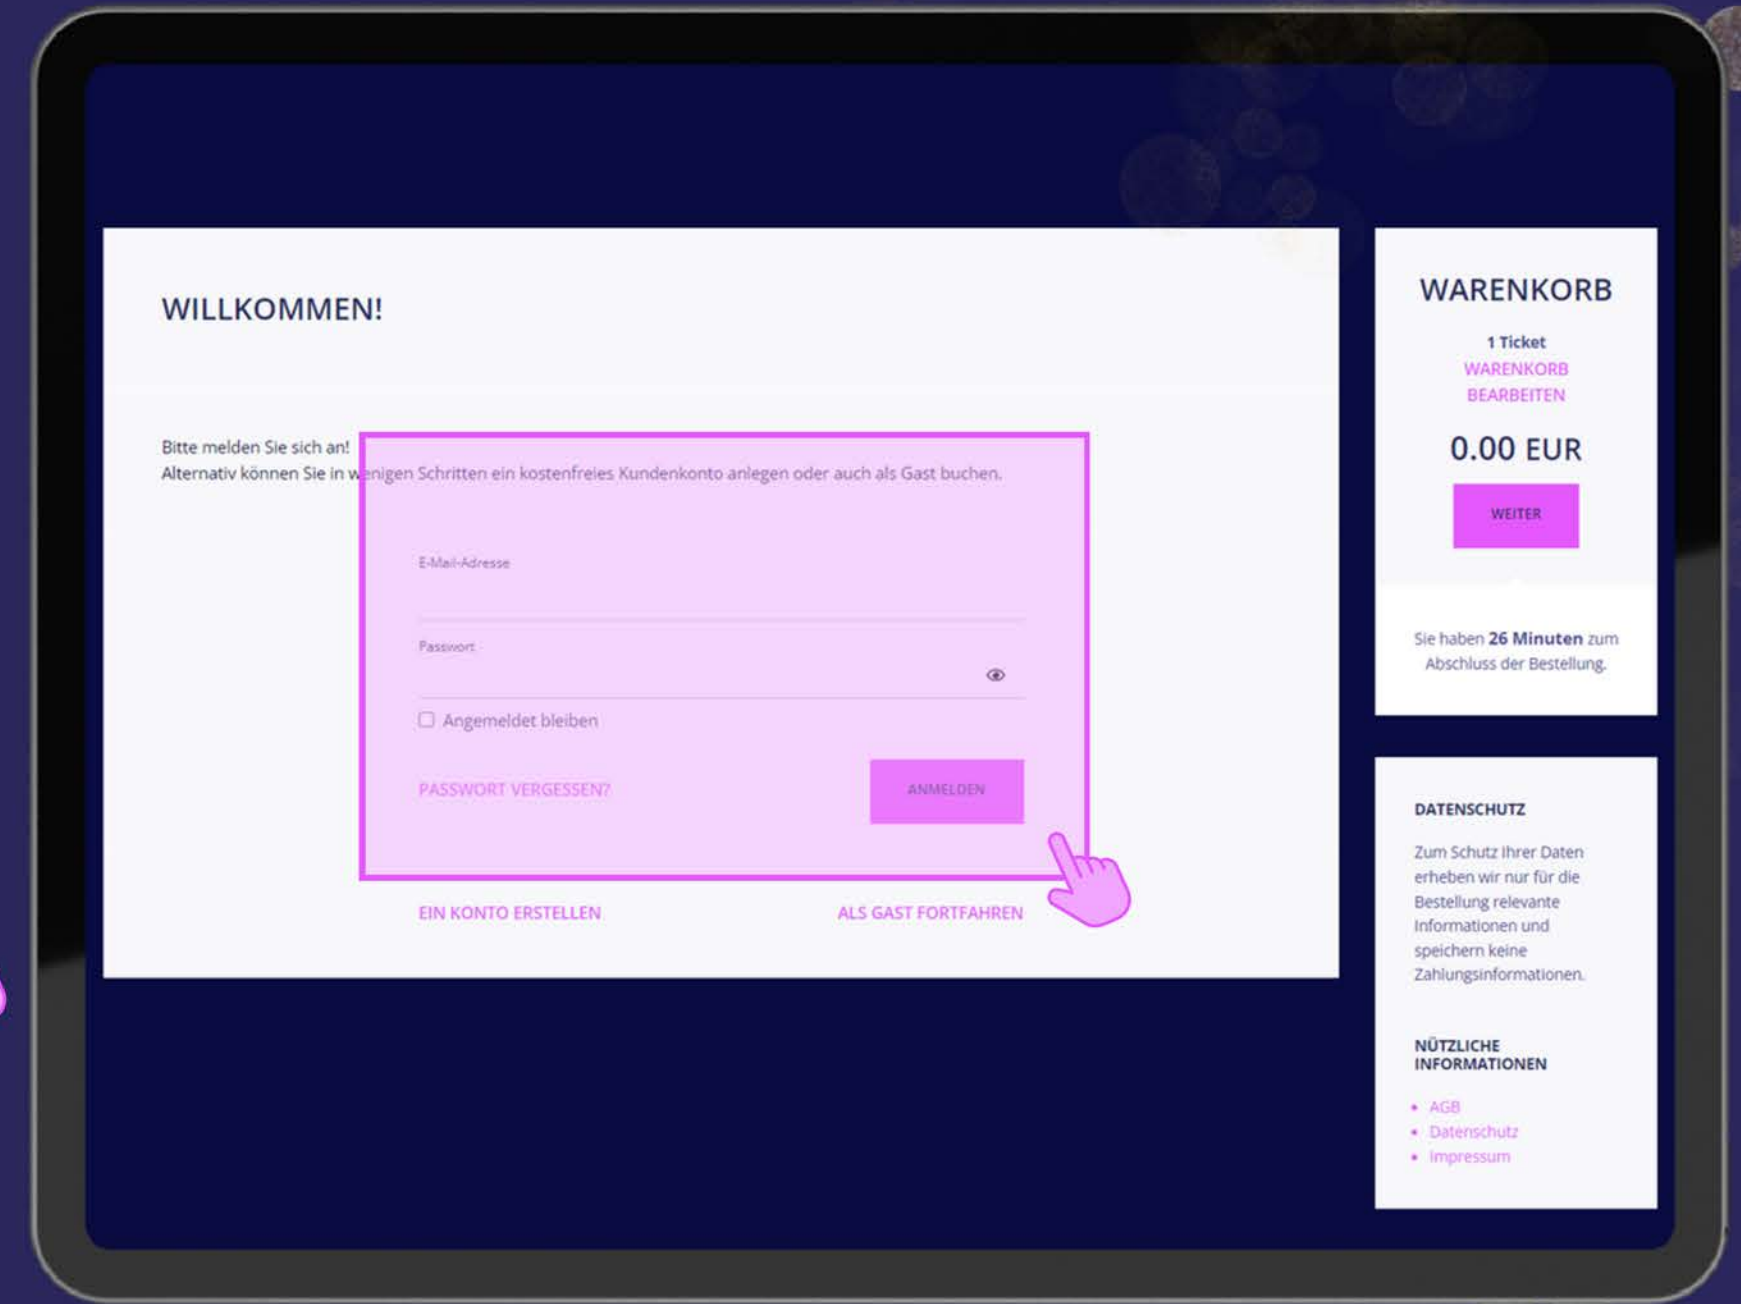 WILLKOMMEN!
Bitte melden Sie sich an!
Alternativ können Sie in wenigen Schritten ein kostenfreies Kundenkonto anlegen oder auch als Gast buchen.
E-Mail-Adresse
Passwort
Angemeldet bleiben
PASSWORT VERGESSEN?
ANMELDEN
EIN KONTO ERSTELLEN
ALS GAST FORTFAHREN
WARENKORB
1 Ticket
WARENKORB
BEARBEITEN
0.00 EUR
WEITER
Sie haben 26 Minuten zum
Abschluss der Bestellung.
DATENSCHUTZ
Zum Schutz Ihrer Daten
erheben wir nur für die
Bestellung relevante
Informationen und
speichern keine
Zahlungsinformationen.
NÜTZLICHE
INFORMATIONEN
• AGB
• Datenschutz
• Impressum